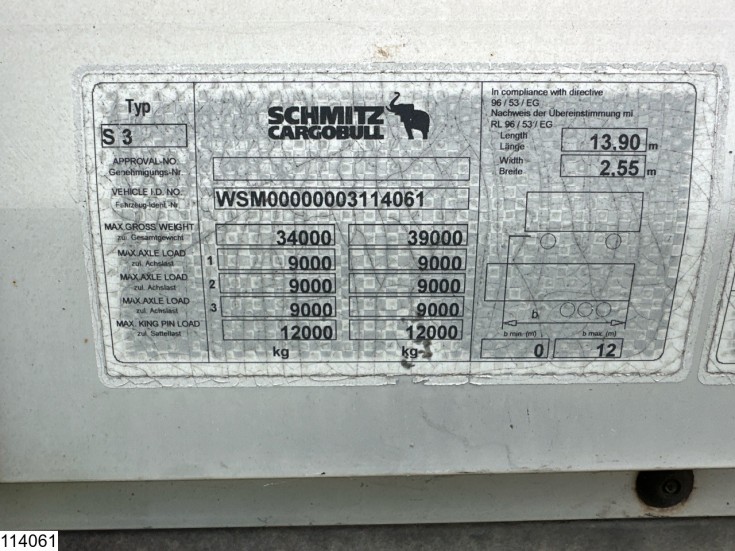 Typ
S 3
SCHMITZ
CARGOBULL
In compliance with directive
96 / 53 / EG
Nachweis der Übereinstimmung mi
RL 96 / 53 / EG
Length
Länge
13,90 m
Width
Breite
2,55 m
APPROVAL-NO.
Genehmigungs-Nr.
VEHICLE I.D. NO.
Fahrzeug-Ident.-Nr.
WSM00000003114061
MAX.GROSS WEIGHT
zul. Gesamtgewicht
34000 39000
MAX.AXLE LOAD
zul. Achslast
1 9000 9000
MAX.AXLE LOAD
zul. Achslast
2 9000 9000
MAX.AXLE LOAD
zul. Achslast
3 9000 9000
MAX. KING PIN LOAD
zul. Sattellast
12000 12000
kg kg
b
b min. (m) b max. (m)
0 12
114061